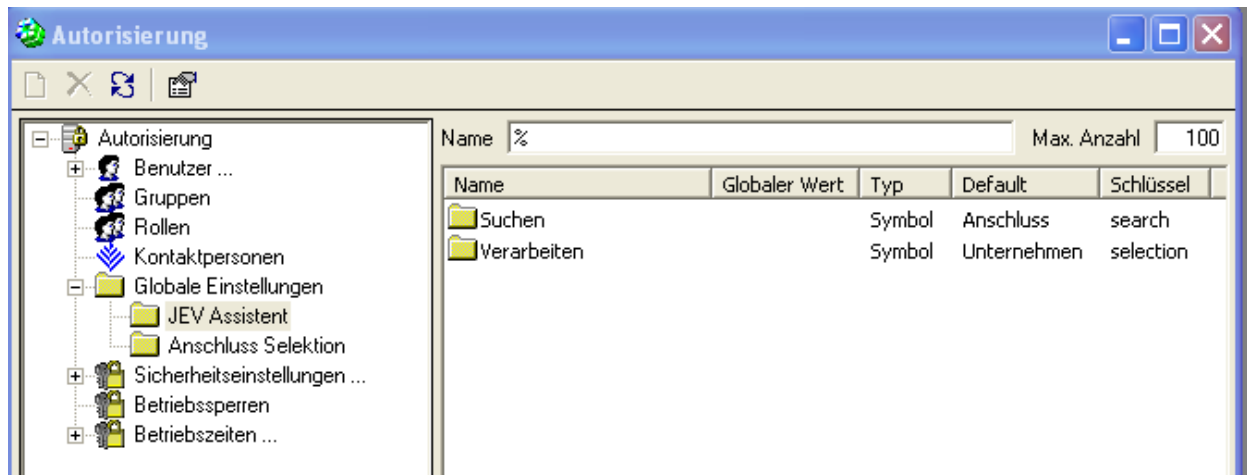 Autorisierung
Autorisierung
Benutzer ...
Gruppen
Rollen
Kontaktpersonen
Globale Einstellungen
JEV Assistent
Anschluss Selektion
Sicherheitseinstellungen ...
Betriebssperren
Betriebszeiten ...
Name % Max. Anzahl 100
Name Globaler Wert Typ Default Schlüssel
Suchen Symbol Anschluss search
Verarbeiten Symbol Unternehmen selection